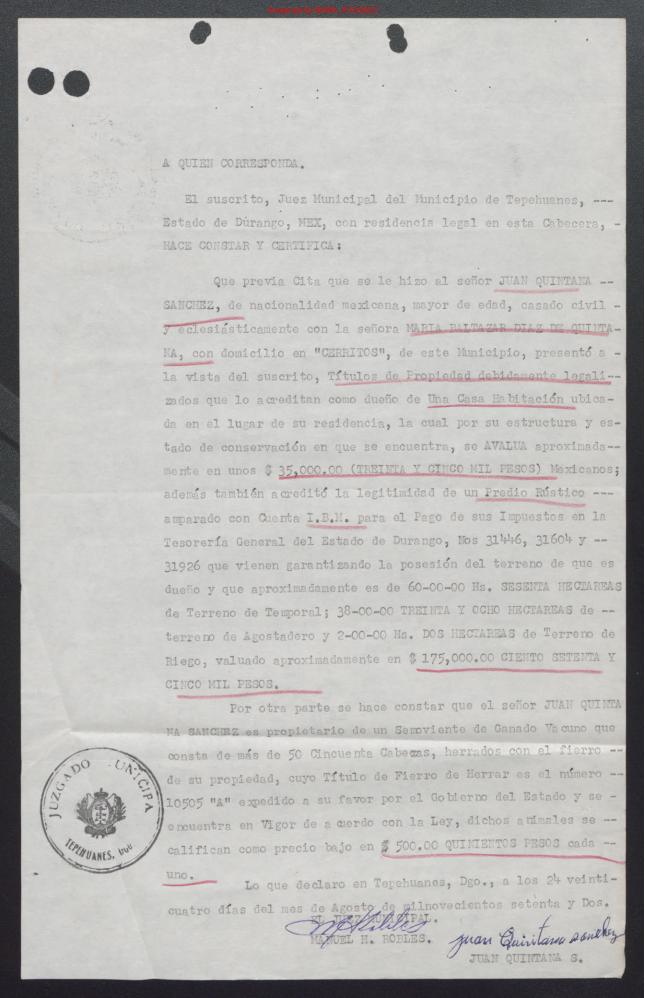 A QUIEN CORRESPONDA.
El suscrito, Juez Municipal del Municipio de Tepehuanes, ---
Estado de Dúrango, MEX, con residencia legal en esta Cabecera, -
HACE CONSTAR Y CERTIFICA:
Que previa Cita que se le hizo al señor JUAN QUINTANA --
SANCHEZ, de nacionalidad mexicana, mayor de edad, casado civil -
y eclesiásticamente con la señora MARIA BALTAZAR DIAZ DE QUINTA-
NA, con domicilio en "CERRITOS", de este Municipio, presentó a -
la vista del suscrito, Títulos de Propiedad debidamente legali--
zados que lo acreditan como dueño de Una Casa Habitación ubica-
da en el lugar de su residencia, la cual por su estructura y es-
tado de conservación en que se encuentra, se AVALUA aproximada--
mente en unos $ 35,000.00 (TREINTA Y CINCO MIL PESOS) Mexicanos;
además también acreditó la legitimidad de un Predio Rústico ---
amparado con Cuenta I.B.M. para el Pago de sus Impuestos en la
Tesorería General del Estado de Durango, Nos 31446, 31604 y --
31926 que vienen garantizando la posesión del terreno de que es
dueño y que aproximadamente es de 60-00-00 Hs. SESENTA HECTAREAS
de Terreno de Temporal; 38-00-00 TREINTA Y OCHO HECTAREAS de --
terreno de Agostadero y 2-00-00 Hs. DOS HECTAREAS de Terreno de
Riego, valuado aproximadamente en $ 175,000.00 CIENTO SETENTA Y
CINCO MIL PESOS.
Por otra parte se hace constar que el señor JUAN QUINTA
NA SANCHEZ es propietario de un Semoviente de Ganado Vacuno que
consta de más de 50 Cincuenta Cabezas, herrados con el fierro --
de su propiedad, cuyo Título de Fierro de Herrar es el número --
10505 "A" expedido a su favor por el Gobierno del Estado y se -
encuentra en Vigor de acuerdo con la Ley, dichos animales se --
califican como precio bajo en $ 500.00 QUINIENTOS PESOS cada --
uno.
Lo que declaro en Tepehuanes, Dgo., a los 24 veinti-
cuatro días del mes de Agosto de milnovecientos setenta y Dos.
EL JUEZ MUNICIPAL.
MANUEL H. ROBLES.
Juan Quintana Sanchez
JUAN QUINTANA S.
JUZGADO UNICIPA
TEPEHUANES,